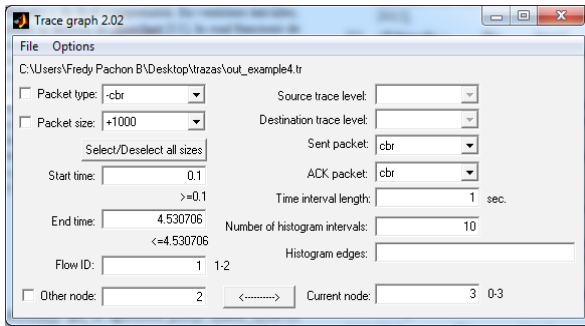 Trace graph 2.02
File Options
C:\Users\Fredy Pachon B\Desktop\trazas\out_example4.tr
Packet type: -cbr
Source trace level:
Packet size: +1000
Destination trace level:
Select/Deselect all sizes
Sent packet: cbr
Start time: 0.1
ACK packet: cbr
>=0.1
Time interval length: 1 sec.
End time: 4.530706
Number of histogram intervals: 10
<=4.530706
Histogram edges:
Flow ID: 1 1-2
Other node: 2 <----------> Current node: 3 0-3